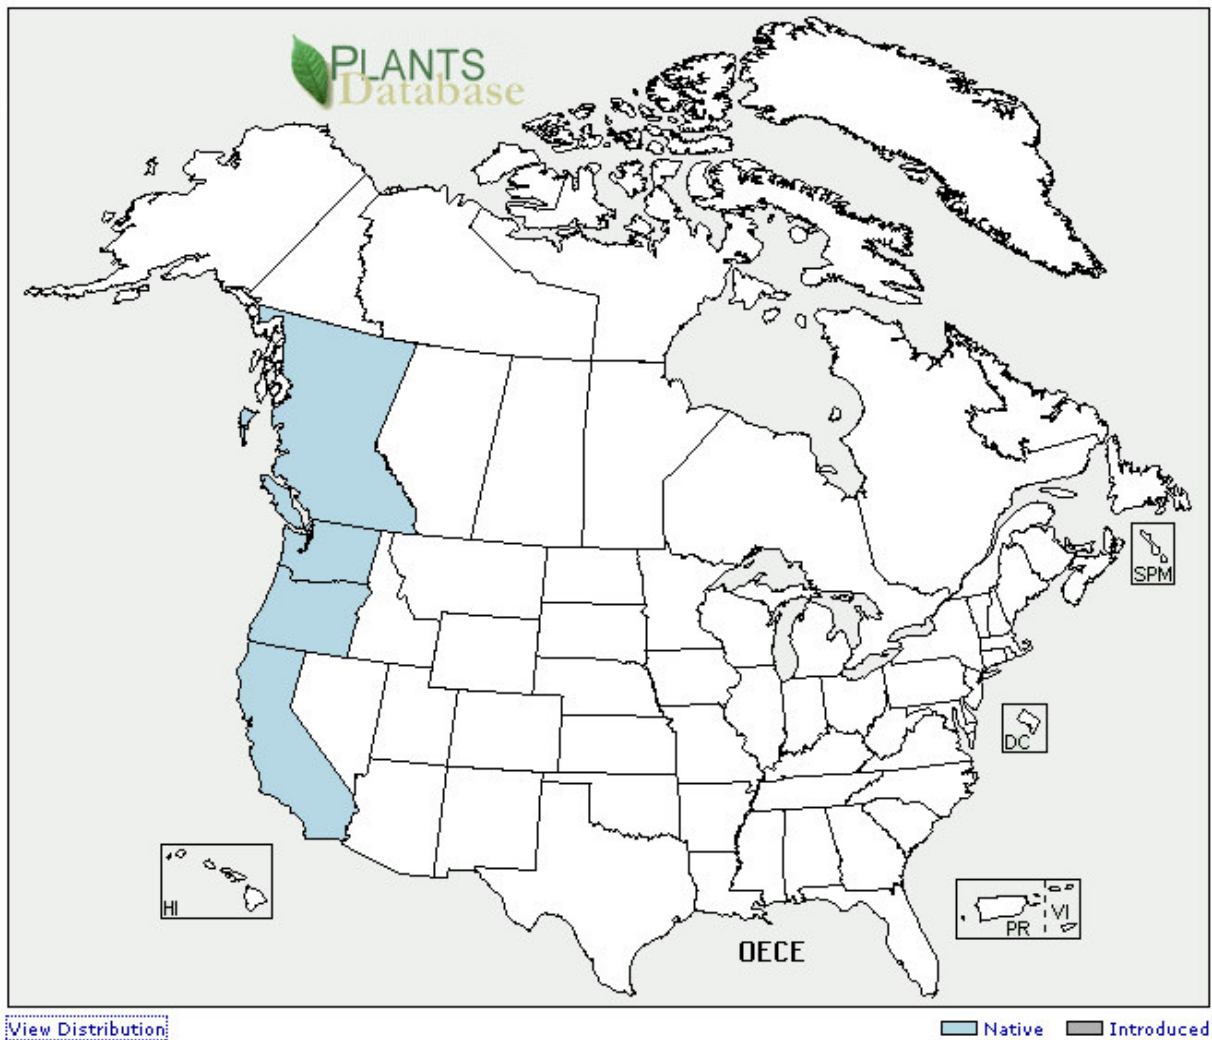 PLANTS
Database
SPM
DC
HI
PR
VI
OECE
View Distribution
Native
Introduced